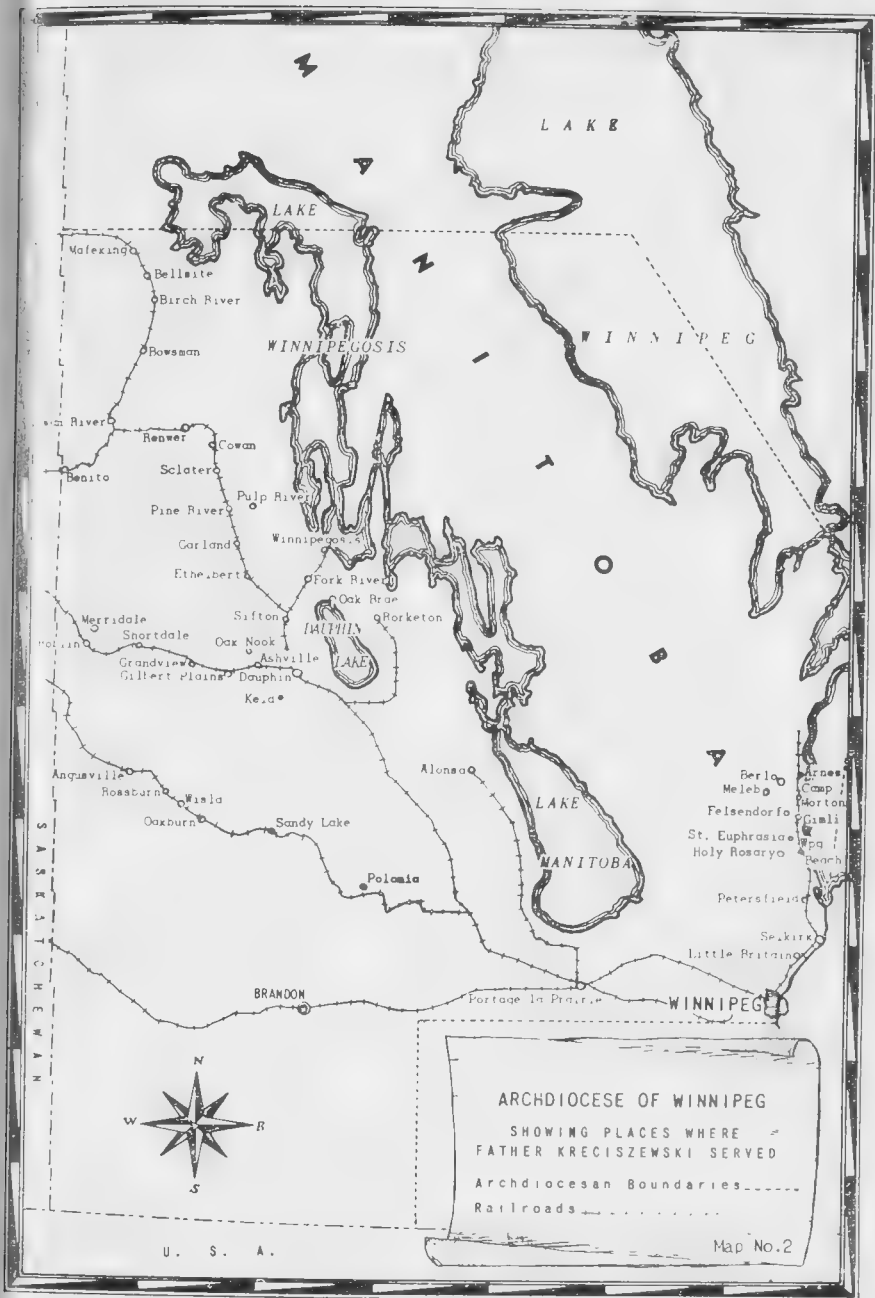 MANITOBA
LAKE
WINNIPEG
LAKE
WINNIPEGOSIS
Mafeking
Bellsite
Birch River
Bowsman
River
Renwer
Cowan
Benito
Sclater
Pulp River
Pine River
Garland
Winnipegosis
Ethelbert
Fork River
Oak Brae
Sifton
Rorketon
DAUPHIN
LAKE
Merridale
Shortdale
Oak Nook
Ashville
Grandview
Gilbert Plains
Dauphin
Keld
Angusville
Rossburn
Wisla
Oakburn
Sandy Lake
Polonia
Alonsa
LAKE
MANITOBA
Berlo
Arnes
Meleb
Camp
Morton
Felsendorf
Gimli
St. Euphrasia
Wpg
Beach
Holy Rosary
Petersfield
Selkirk
Little Britain
WINNIPEG
Portage la Prairie
BRANDON
SASKATCHEWAN
N
W
S
U. S. A.
ARCHDIOCESE OF WINNIPEG
SHOWING PLACES WHERE
FATHER KRECISZEWSKI SERVED
Archdiocesan Boundaries
Railroads
Map No.2